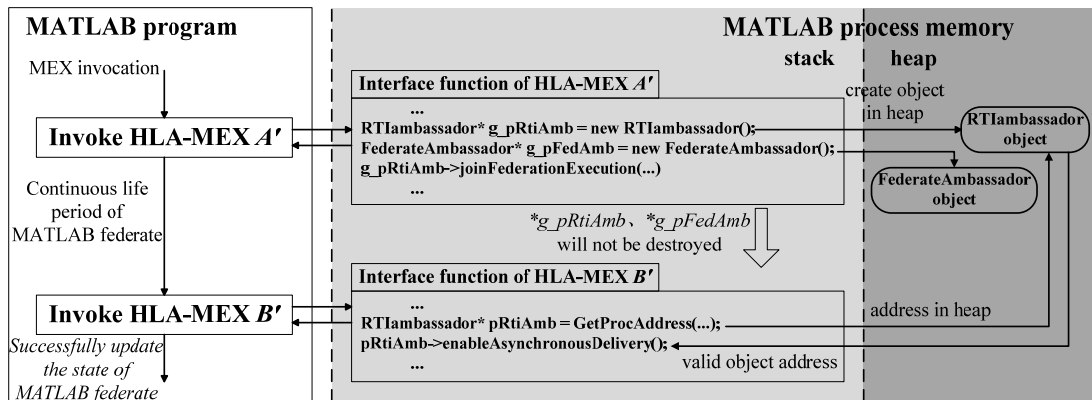 MATLAB program
MEX invocation
Invoke HLA-MEX A′
Continuous life
period of
MATLAB federate
Invoke HLA-MEX B′
Successfully update
the state of
MATLAB federate
MATLAB process memory
stack
heap
Interface function of HLA-MEX A′
...
RTIambassador* g_pRtiAmb = new RTIambassador();
FederateAmbassador* g_pFedAmb = new FederateAmbassador();
g_pRtiAmb->joinFederationExecution(...)
...
create object
in heap
RTIambassador
object
FederateAmbassador
object
*g_pRtiAmb、*g_pFedAmb
will not be destroyed
Interface function of HLA-MEX B′
...
RTIambassador* pRtiAmb = GetProcAddress(...);
pRtiAmb->enableAsynchronousDelivery();
...
address in heap
valid object address